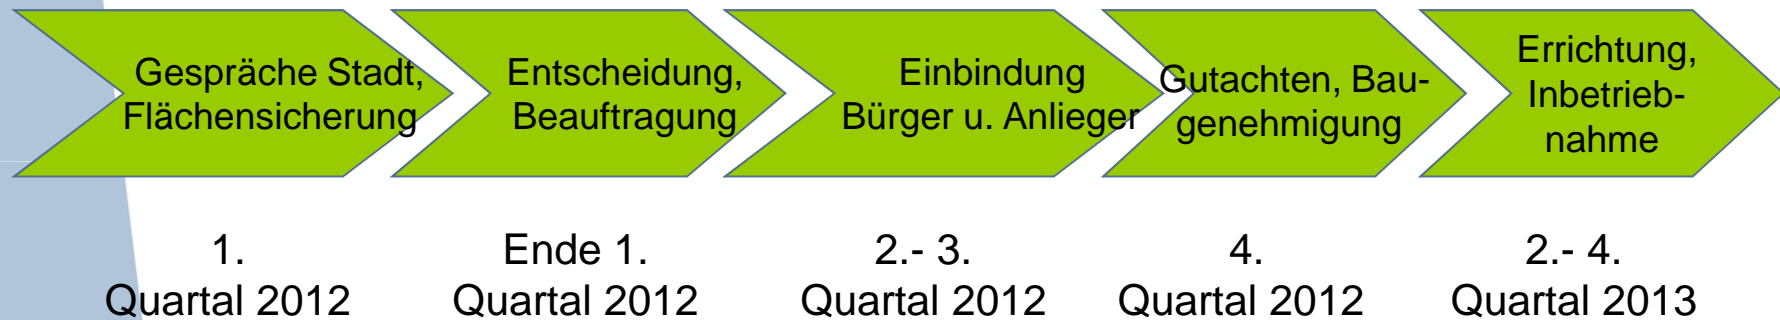 Gespräche Stadt,
Flächensicherung
Entscheidung,
Beauftragung
Einbindung
Bürger u. Anlieger
Gutachten, Bau-
genehmigung
Errichtung,
Inbetrieb-
nahme
1.
Quartal 2012
Ende 1.
Quartal 2012
2.- 3.
Quartal 2012
4.
Quartal 2012
2.- 4.
Quartal 2013